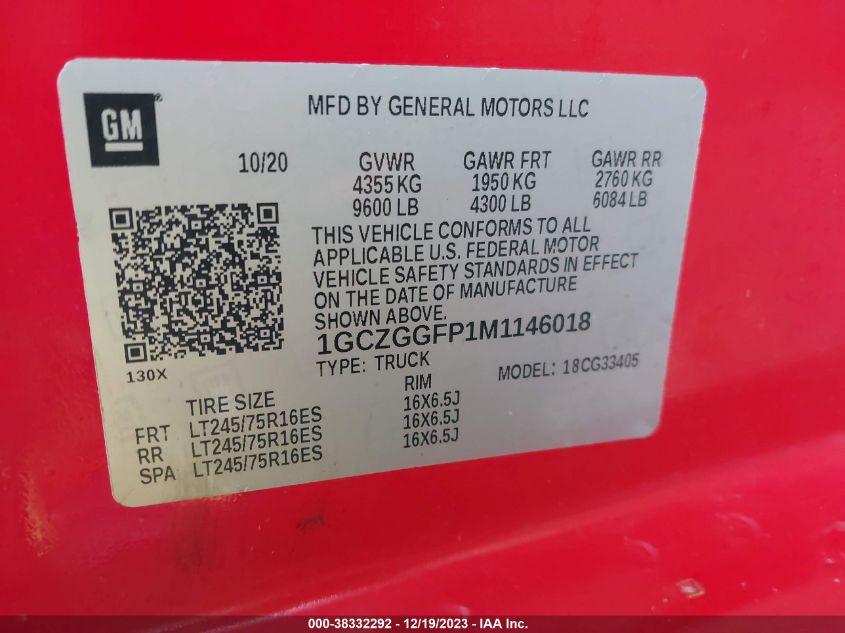 GM®
MFD BY GENERAL MOTORS LLC
10/20 GVWR GAWR FRT GAWR RR
4355 KG 1950 KG 2760 KG
9600 LB 4300 LB 6084 LB
THIS VEHICLE CONFORMS TO ALL
APPLICABLE U.S. FEDERAL MOTOR
VEHICLE SAFETY STANDARDS IN EFFECT
ON THE DATE OF MANUFACTURE
SHOWN ABOVE.
1GCZGGFP1M1146018
130X
TYPE: TRUCK MODEL: 18CG33405
TIRE SIZE RIM
FRT LT245/75R16ES 16X6.5J
RR LT245/75R16ES 16X6.5J
SPA LT245/75R16ES 16X6.5J
000-38332292 - 12/19/2023 - IAA Inc.